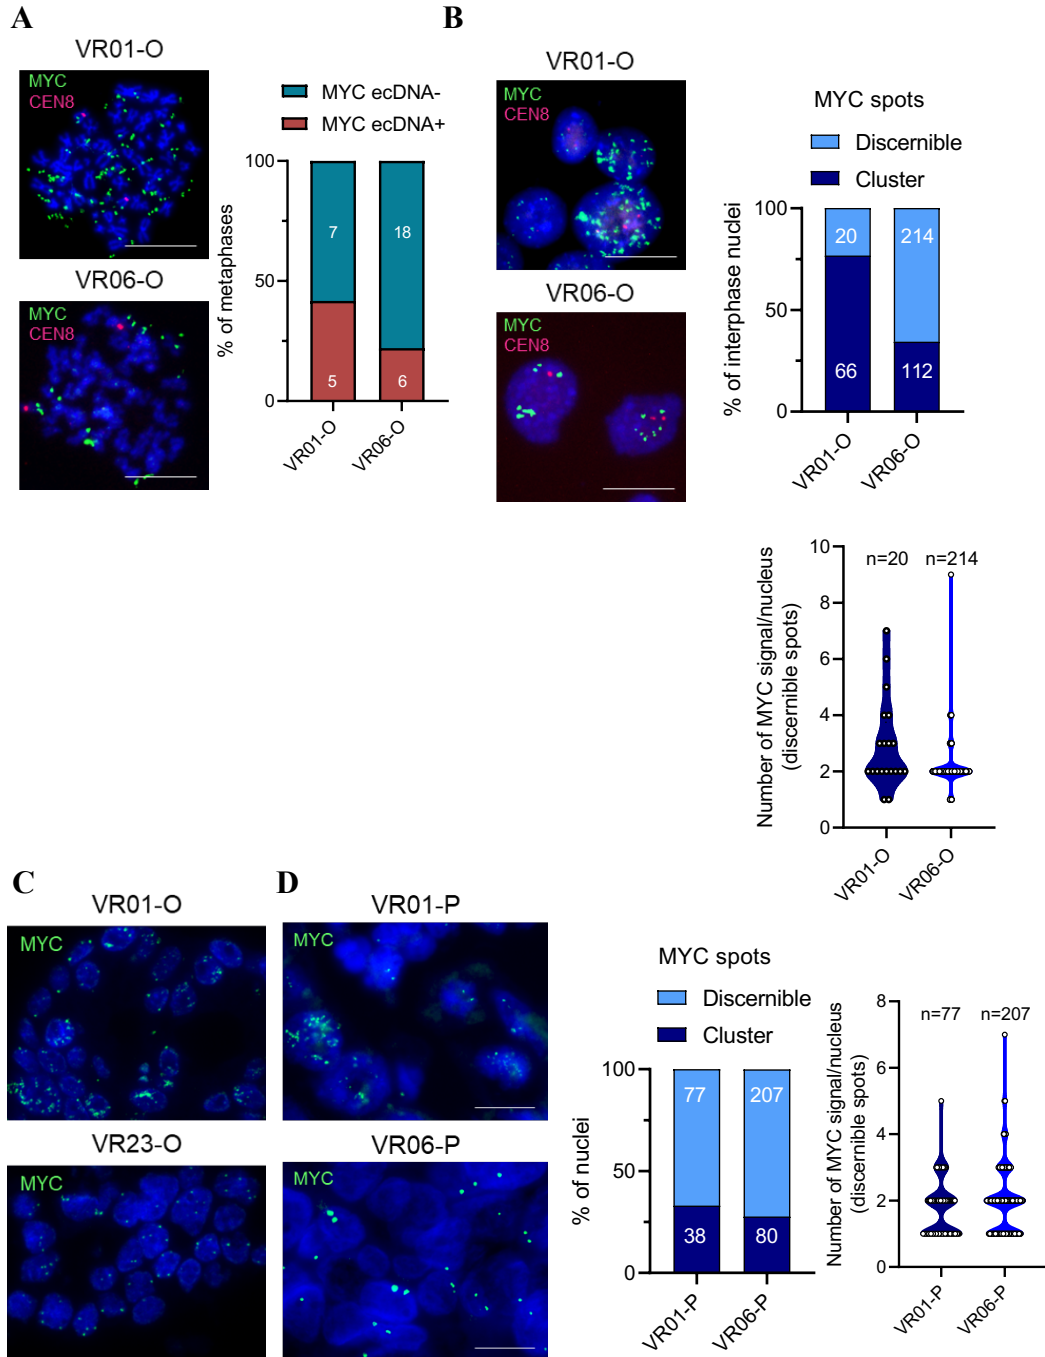 A
VR01-O
MYC
CEN8
VR06-O
MYC
CEN8
MYC ecDNA-
MYC ecDNA+
% of metaphases
100
50
0
7
18
5
6
VR01-O
VR06-O
B
VR01-O
MYC
CEN8
VR06-O
MYC
CEN8
MYC spots
Discernible
Cluster
% of interphase nuclei
100
50
0
20
214
66
112
VR01-O
VR06-O
Number of MYC signal/nucleus
(discernible spots)
10
8
6
4
2
0
n=20
n=214
VR01-O
VR06-O
C
VR01-O
MYC
VR23-O
MYC
D
VR01-P
MYC
VR06-P
MYC
MYC spots
Discernible
Cluster
% of nuclei
100
50
0
77
207
38
80
VR01-P
VR06-P
Number of MYC signal/nucleus
(discernible spots)
8
6
4
2
0
n=77
n=207
VR01-P
VR06-P